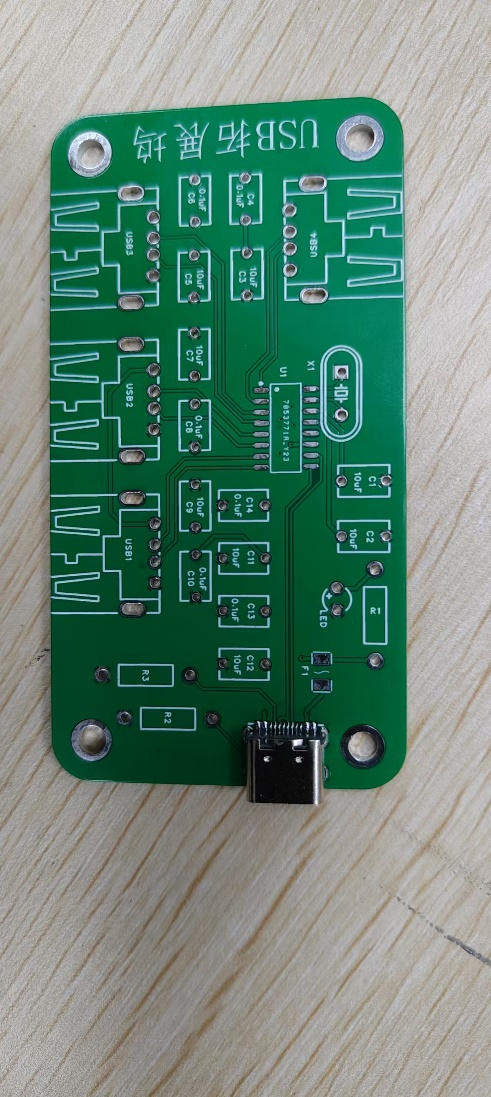 USB拓展坞
C6
0.1uF
C4
0.1uF
USB3
USB4
C5
10uF
C3
10uF
C7
10uF
U1
X1
USB2
C8
0.1uF
7053771A_Y23
C1
10uF
C9
10uF
C14
0.1uF
C2
10uF
USB1
C10
0.1uF
C11
10uF
C13
0.1uF
LED
R1
C12
10uF
F1
R3
R2